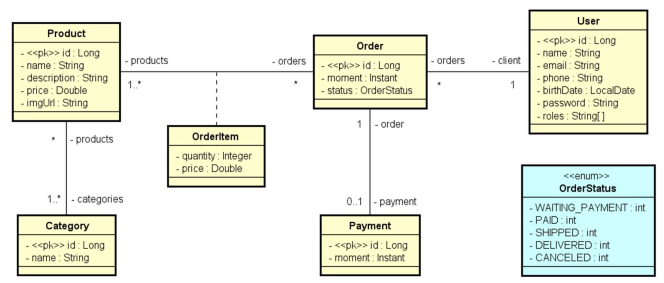 Product
- <<pk>> id : Long
- name : String
- description : String
- price : Double
- imgUrl : String
- products
1..*
- orders
*
Order
- <<pk>> id : Long
- moment : Instant
- status : OrderStatus
- orders
*
- client
1
User
- <<pk>> id : Long
- name : String
- email : String
- phone : String
- birthDate : LocalDate
- password : String
- roles : String[ ]
OrderItem
- quantity : Integer
- price : Double
* - products
1..* - categories
1 - order
0..1 - payment
Category
- <<pk>> id : Long
- name : String
Payment
- <<pk>> id : Long
- moment : Instant
<<enum>>
OrderStatus
- WAITING_PAYMENT : int
- PAID : int
- SHIPPED : int
- DELIVERED : int
- CANCELED : int